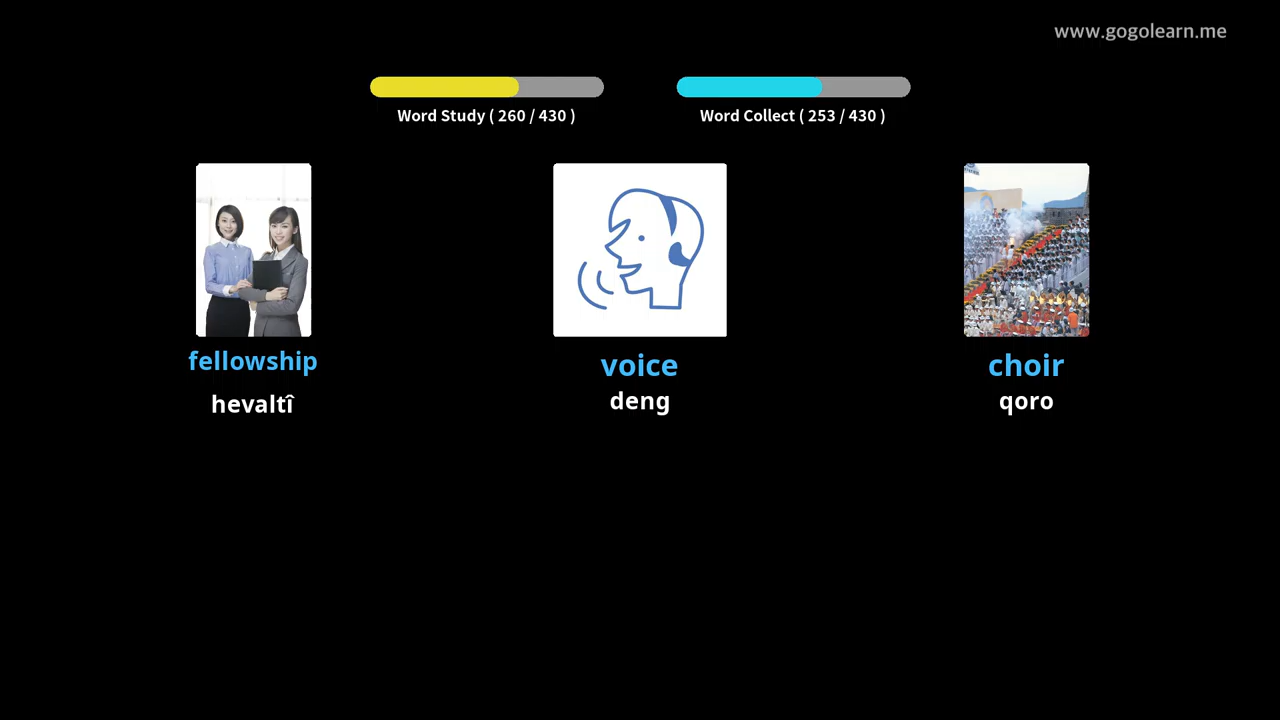 www.gogolearn.me
Word Study ( 260 / 430 )
Word Collect ( 253 / 430 )
fellowship
voice
choir
hevaltî
deng
qoro